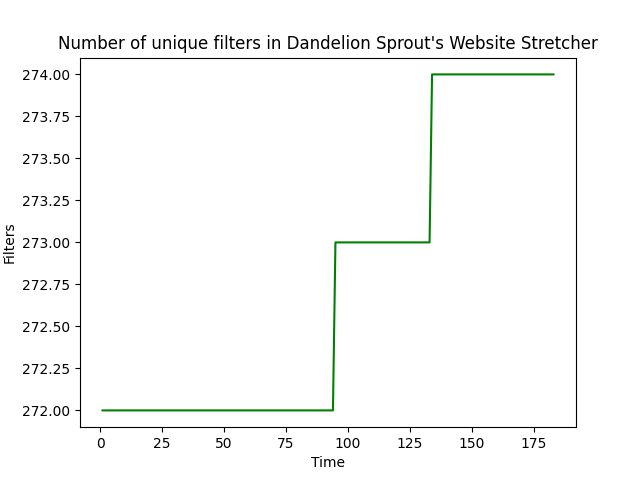 Number of unique filters in Dandelion Sprout's Website Stretcher
274.00
273.75
273.50
273.25
273.00
272.75
272.50
272.25
272.00
Filters
0 25 50 75 100 125 150 175
Time